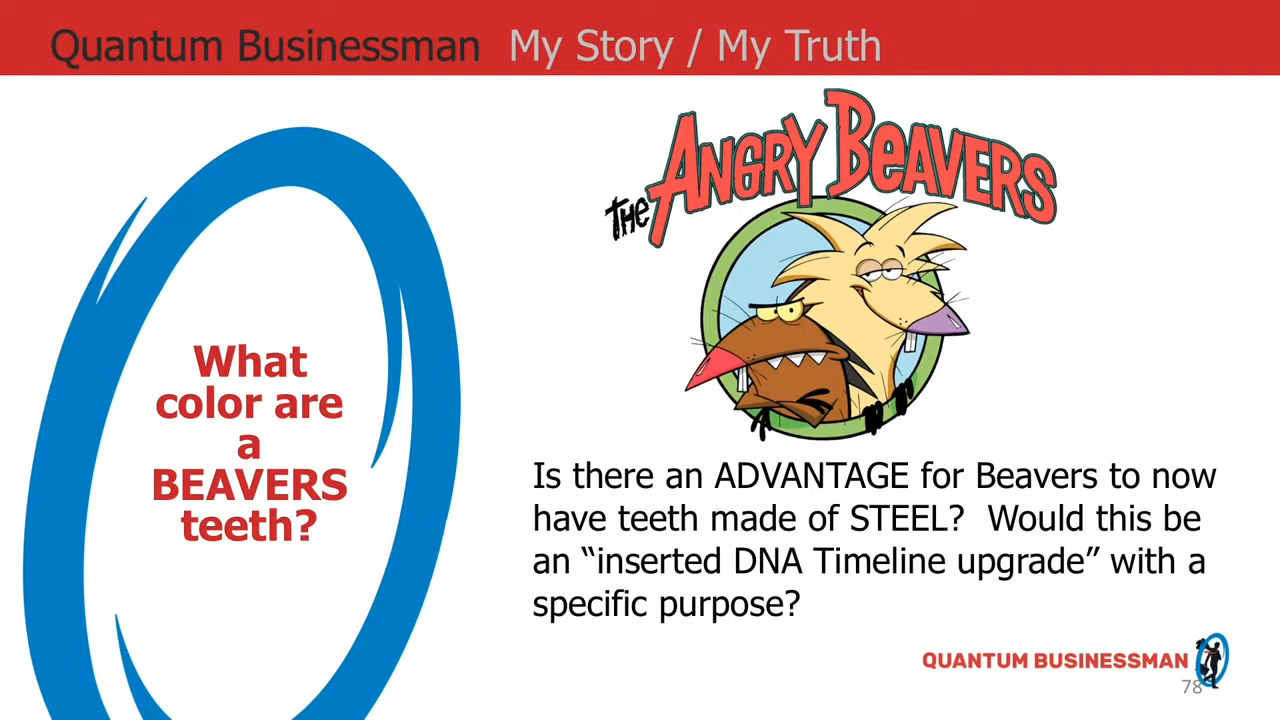 Quantum Businessman My Story / My Truth
THE ANGRY BEAVERS
What
color are
a
BEAVERS
teeth?
Is there an ADVANTAGE for Beavers to now
have teeth made of STEEL? Would this be
an “inserted DNA Timeline upgrade” with a
specific purpose?
QUANTUM BUSINESSMAN
78